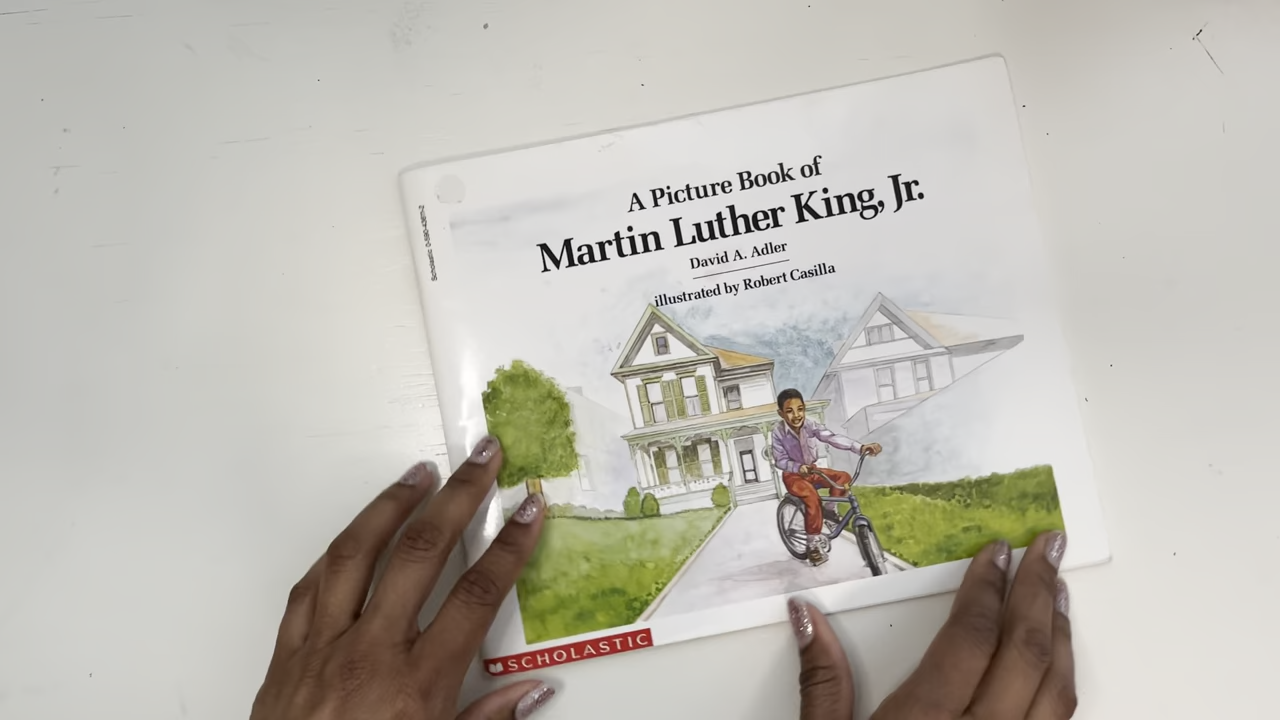 A Picture Book of
Martin Luther King, Jr.
David A. Adler
illustrated by Robert Casilla
SCHOLASTIC